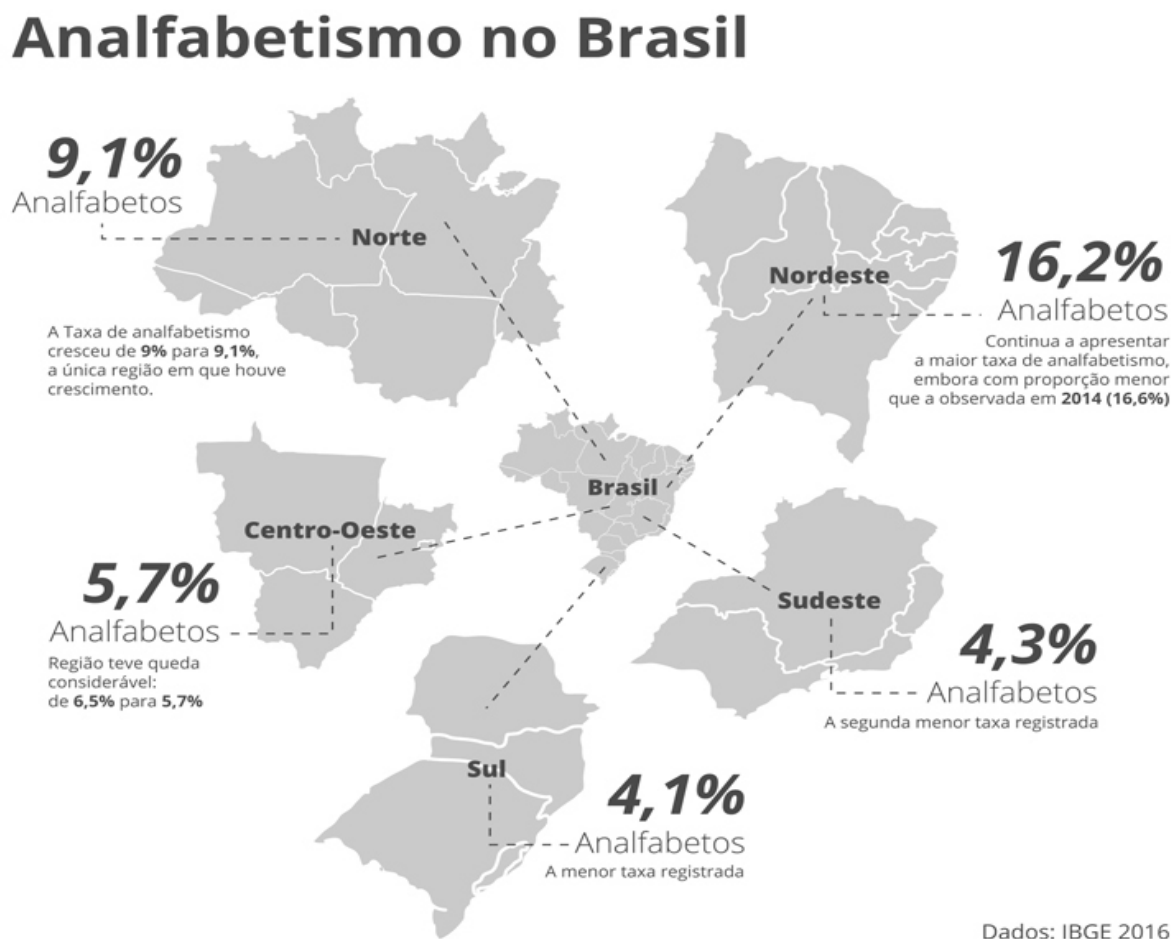 Analfabetismo no Brasil
9,1%
Analfabetos
Norte
A Taxa de analfabetismo
cresceu de 9% para 9,1%,
a única região em que houve
crescimento.
Nordeste
16,2%
Analfabetos
Continua a apresentar
a maior taxa de analfabetismo,
embora com proporção menor
que a observada em 2014 (16,6%)
Brasil
Centro-Oeste
5,7%
Analfabetos
Região teve queda
considerável:
de 6,5% para 5,7%
Sudeste
4,3%
Analfabetos
A segunda menor taxa registrada
Sul
4,1%
Analfabetos
A menor taxa registrada
Dados: IBGE 2016